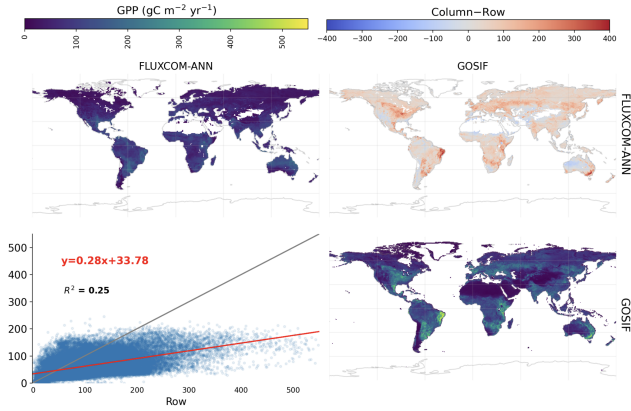 GPP (gC m⁻² yr⁻¹)
Column−Row
0 100 200 300 400 500
−400 −300 −200 −100 0 100 200 300 400
FLUXCOM-ANN
GOSIF
FLUXCOM-ANN
500
400
300
200
100
0
y=0.28x+33.78
R² = 0.25
0 100 200 300 400 500
Row
GOSIF